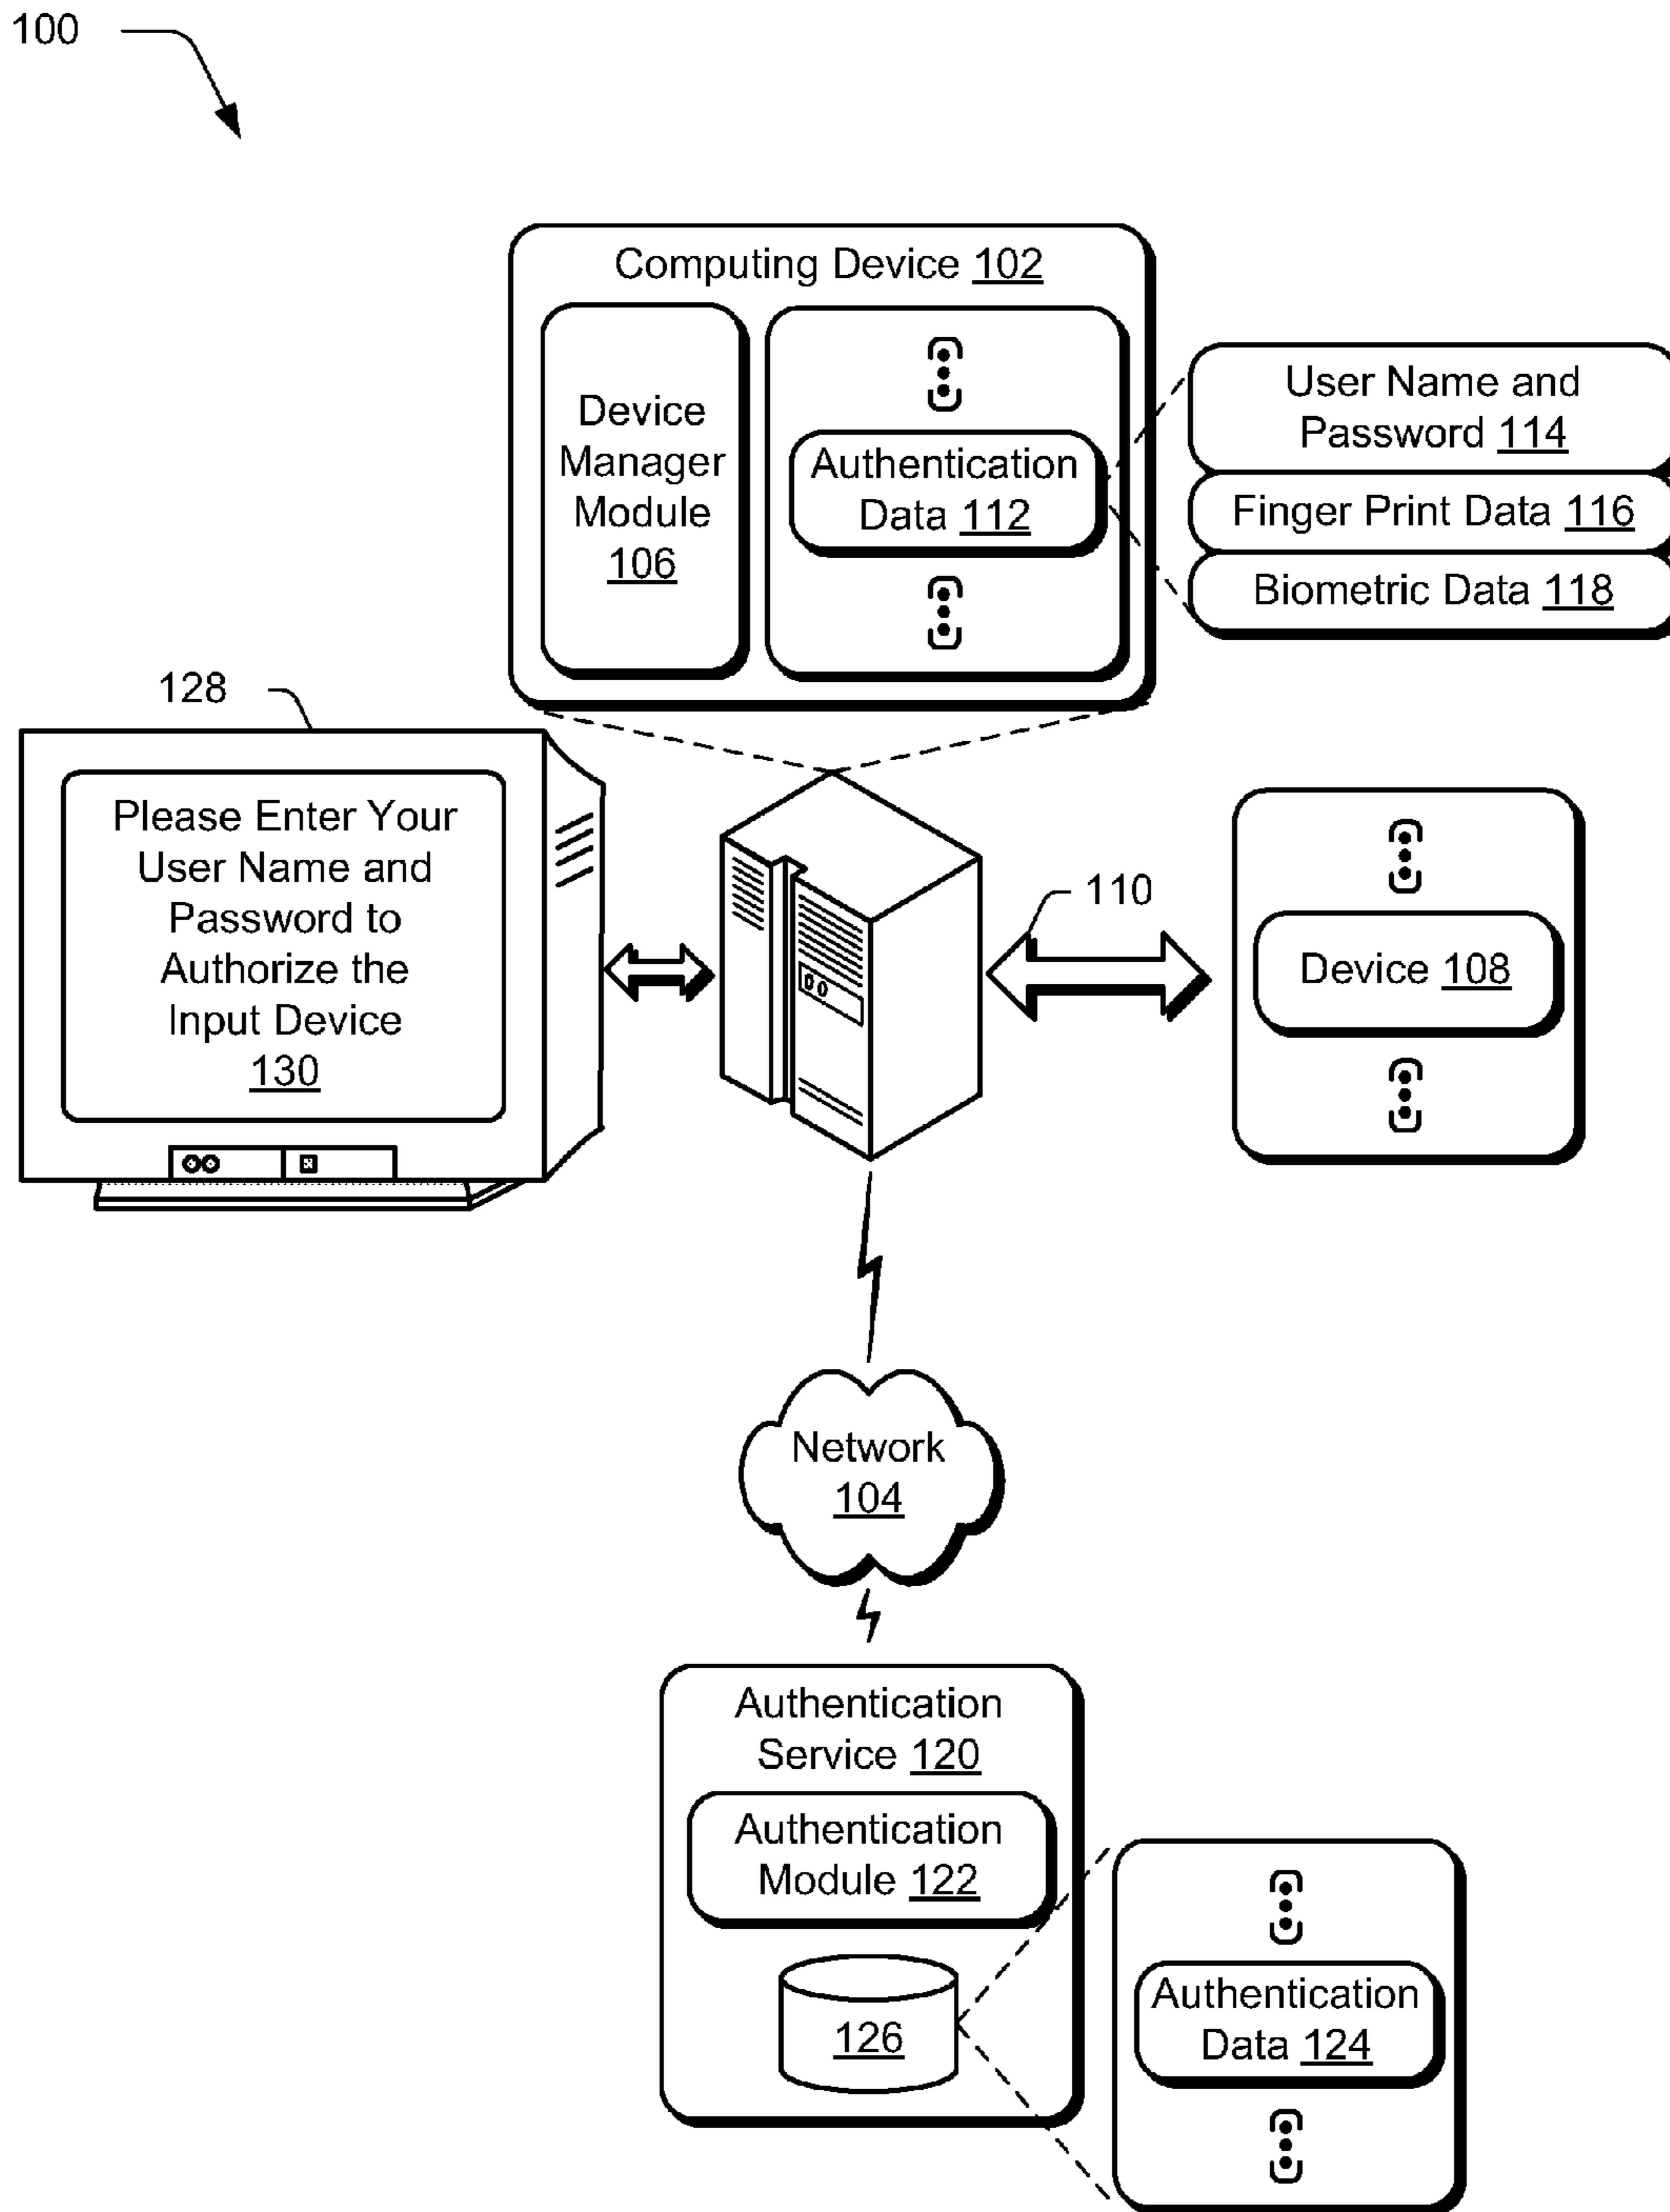 100
Computing Device 102
Device
Manager
Module
106
Authentication
Data 112
User Name and
Password 114
Finger Print Data 116
Biometric Data 118
128
Please Enter Your
User Name and
Password to
Authorize the
Input Device
130
110
Device 108
Network
104
Authentication
Service 120
Authentication
Module 122
126
Authentication
Data 124